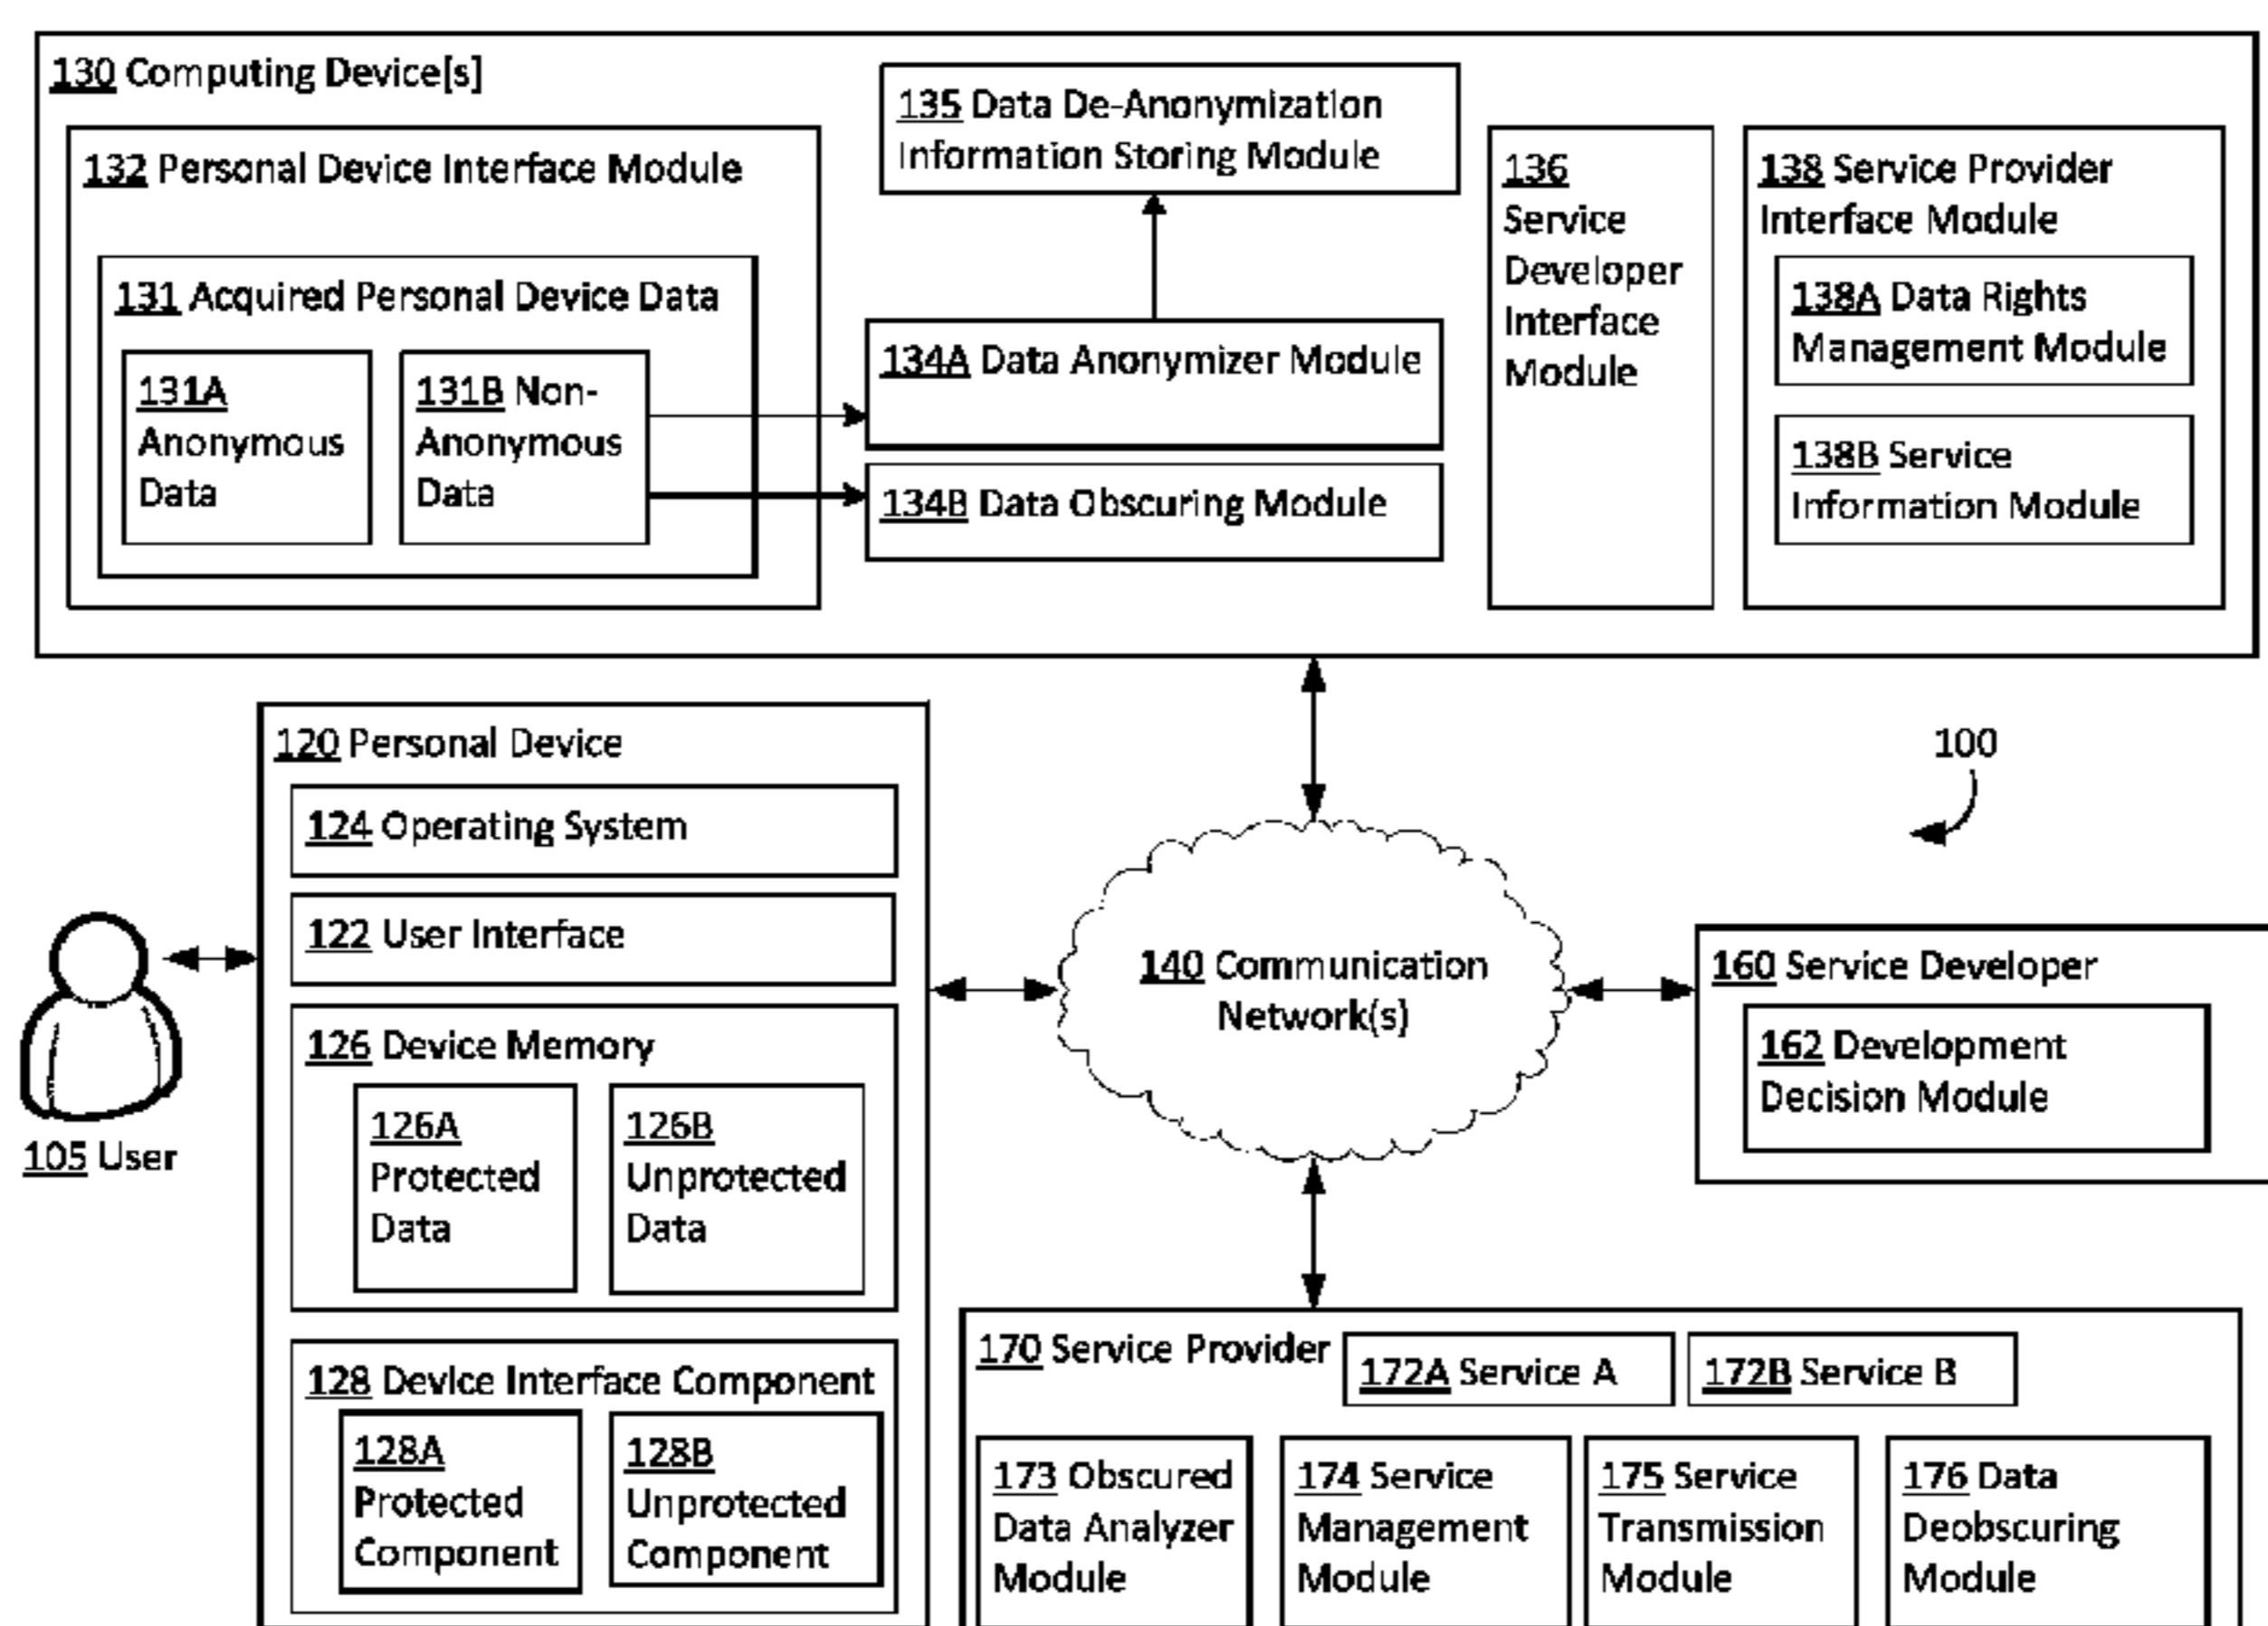 130 Computing Device[s]
132 Personal Device Interface Module
131 Acquired Personal Device Data
131A
Anonymous
Data
131B Non-
Anonymous
Data
135 Data De-Anonymization
Information Storing Module
134A Data Anonymizer Module
134B Data Obscuring Module
136
Service
Developer
Interface
Module
138 Service Provider
Interface Module
138A Data Rights
Management Module
138B Service
Information Module
120 Personal Device
124 Operating System
122 User Interface
126 Device Memory
126A
Protected
Data
126B
Unprotected
Data
128 Device Interface Component
128A
Protected
Component
128B
Unprotected
Component
105 User
140 Communication
Network(s)
100
160 Service Developer
162 Development
Decision Module
170 Service Provider
172A Service A
172B Service B
173 Obscured
Data Analyzer
Module
174 Service
Management
Module
175 Service
Transmission
Module
176 Data
Deobscuring
Module